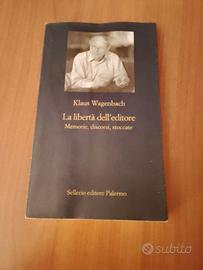 Klaus Wagenbach
La libertà dell'editore
Memorie, discorsi, stoccate
Sellerio editore Palermo
subito